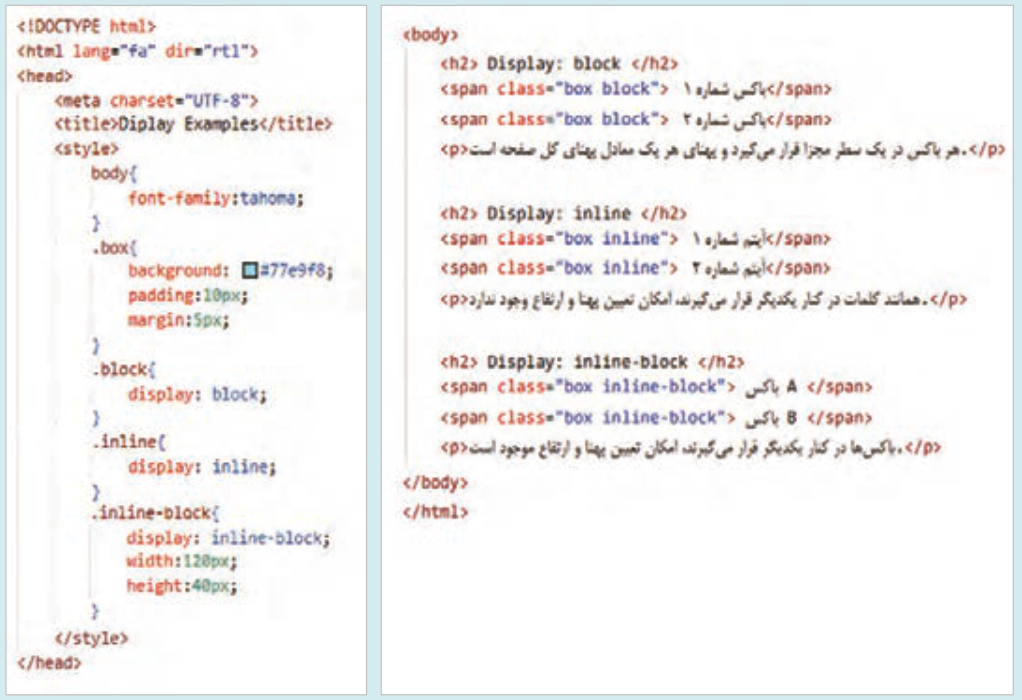 <!DOCTYPE html>
<html lang="fa" dir="rtl">
<head>
<meta charset="UTF-8">
<title>Diplay Examples</title>
<style>
body{
font-family:tahoma;
}
.box{
background: #77e9f8;
padding:10px;
margin:5px;
}
.block{
display: block;
}
.inline{
display: inline;
}
.inline-block{
display: inline-block;
width:120px;
height:40px;
}
</style>
</head>
<body>
<h2> Display: block </h2>
<span class="box block"> باکس شماره ۱</span>
<span class="box block"> باکس شماره ۲</span>
<p>هر باکس در یک سطر مجزا قرار می‌گیرد و پهنای هر یک معادل پهنای کل صفحه است.</p>
<h2> Display: inline </h2>
<span class="box inline"> آیتم شماره ۱</span>
<span class="box inline"> آیتم شماره ۲</span>
<p>همانند کلمات در کنار یکدیگر قرار می‌گیرند، امکان تعیین پهنا و ارتفاع وجود ندارد.</p>
<h2> Display: inline-block </h2>
<span class="box inline-block"> باکس A </span>
<span class="box inline-block"> باکس B </span>
<p>باکس‌ها در کنار یکدیگر قرار می‌گیرند، امکان تعیین پهنا و ارتفاع موجود است.</p>
</body>
</html>